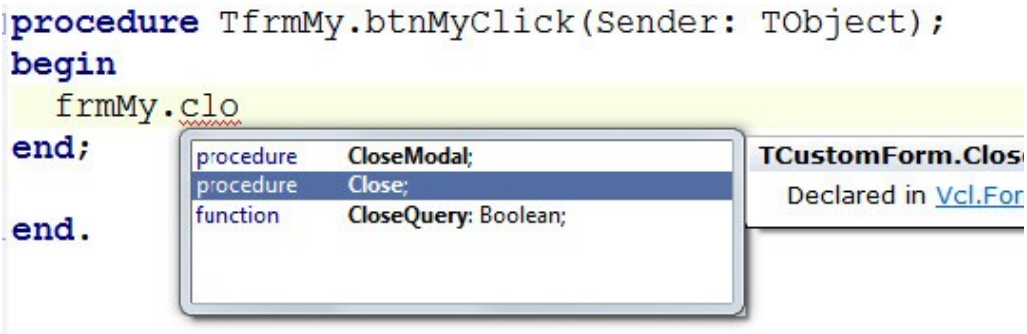 procedure TfrmMy.btnMyClick(Sender: TObject);
begin
frmMy.clo
end;
procedure CloseModal;
procedure Close;
function CloseQuery: Boolean;
TCustomForm.Close
Declared in Vcl.For
end.